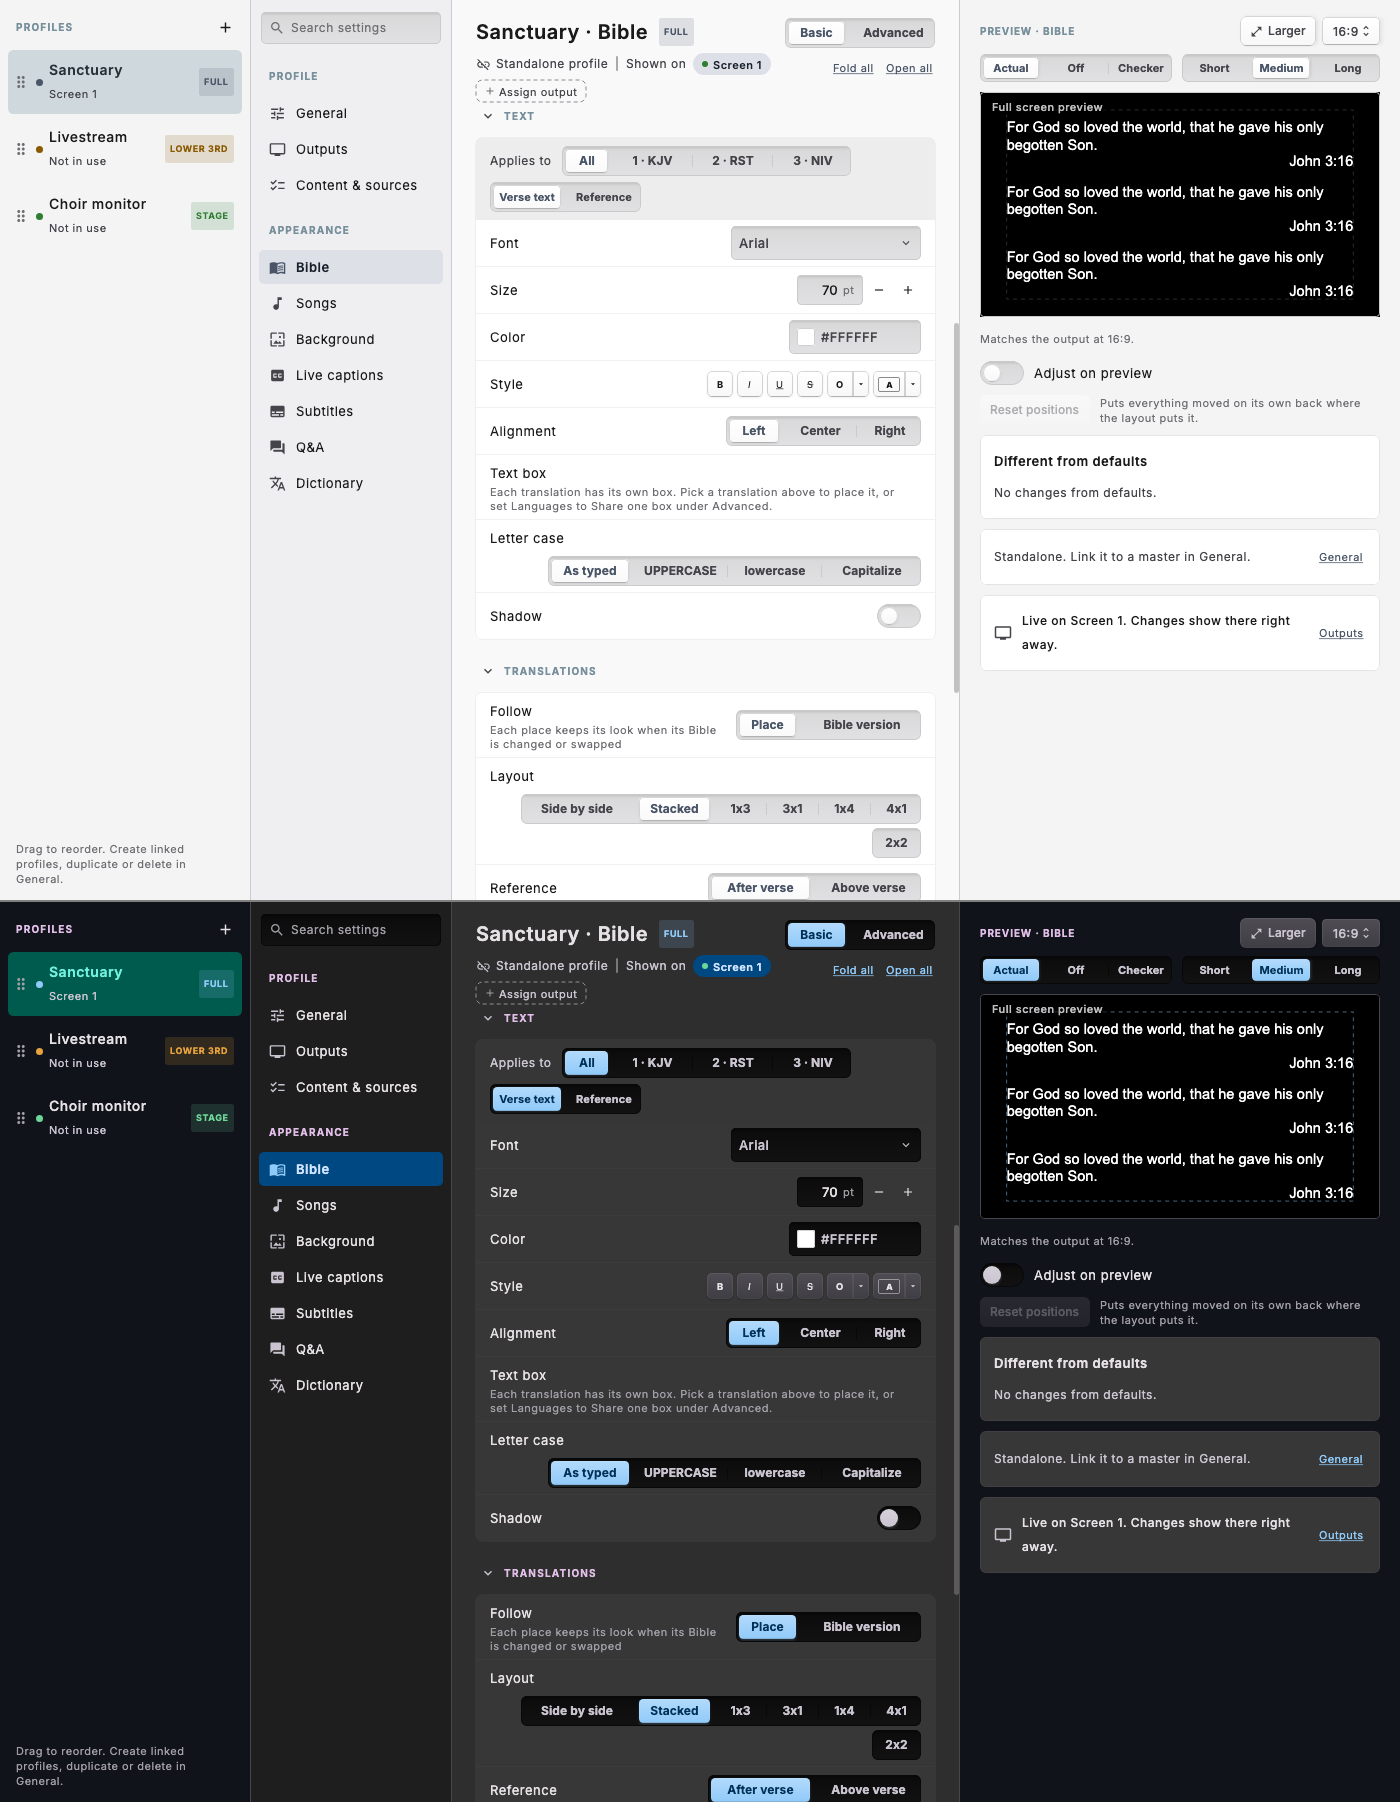 PROFILES
Sanctuary
Screen 1
FULL
Livestream
Not in use
LOWER 3RD
Choir monitor
Not in use
STAGE
Drag to reorder. Create linked
profiles, duplicate or delete in
General.
Search settings
PROFILE
General
Outputs
Content & sources
APPEARANCE
Bible
Songs
Background
Live captions
Subtitles
Q&A
Dictionary
Sanctuary · Bible FULL
Basic Advanced
Standalone profile | Shown on Screen 1
Fold all Open all
+ Assign output
TEXT
Applies to All 1 · KJV 2 · RST 3 · NIV
Verse text Reference
Font Arial
Size 70 pt − +
Color #FFFFFF
Style B I U S O A
Alignment Left Center Right
Text box
Each translation has its own box. Pick a translation above to place it, or
set Languages to Share one box under Advanced.
Letter case
As typed UPPERCASE lowercase Capitalize
Shadow
TRANSLATIONS
Follow
Each place keeps its look when its Bible
is changed or swapped
Place Bible version
Layout
Side by side Stacked 1x3 3x1 1x4 4x1
2x2
Reference After verse Above verse
PREVIEW · BIBLE
Larger 16:9
Actual Off Checker Short Medium Long
Full screen preview
For God so loved the world, that he gave his only
begotten Son.
John 3:16
For God so loved the world, that he gave his only
begotten Son.
John 3:16
For God so loved the world, that he gave his only
begotten Son.
John 3:16
Matches the output at 16:9.
Adjust on preview
Reset positions
Puts everything moved on its own back where
the layout puts it.
Different from defaults
No changes from defaults.
Standalone. Link it to a master in General. General
Live on Screen 1. Changes show there right
away.
Outputs
PROFILES
Sanctuary
Screen 1
FULL
Livestream
Not in use
LOWER 3RD
Choir monitor
Not in use
STAGE
Drag to reorder. Create linked
profiles, duplicate or delete in
General.
Search settings
PROFILE
General
Outputs
Content & sources
APPEARANCE
Bible
Songs
Background
Live captions
Subtitles
Q&A
Dictionary
Sanctuary · Bible FULL
Basic Advanced
Standalone profile | Shown on Screen 1
Fold all Open all
+ Assign output
TEXT
Applies to All 1 · KJV 2 · RST 3 · NIV
Verse text Reference
Font Arial
Size 70 pt − +
Color #FFFFFF
Style B I U S O A
Alignment Left Center Right
Text box
Each translation has its own box. Pick a translation above to place it, or
set Languages to Share one box under Advanced.
Letter case
As typed UPPERCASE lowercase Capitalize
Shadow
TRANSLATIONS
Follow
Each place keeps its look when its Bible
is changed or swapped
Place Bible version
Layout
Side by side Stacked 1x3 3x1 1x4 4x1
2x2
Reference After verse Above verse
PREVIEW · BIBLE
Larger 16:9
Actual Off Checker Short Medium Long
Full screen preview
For God so loved the world, that he gave his only
begotten Son.
John 3:16
For God so loved the world, that he gave his only
begotten Son.
John 3:16
For God so loved the world, that he gave his only
begotten Son.
John 3:16
Matches the output at 16:9.
Adjust on preview
Reset positions
Puts everything moved on its own back where
the layout puts it.
Different from defaults
No changes from defaults.
Standalone. Link it to a master in General. General
Live on Screen 1. Changes show there right
away.
Outputs